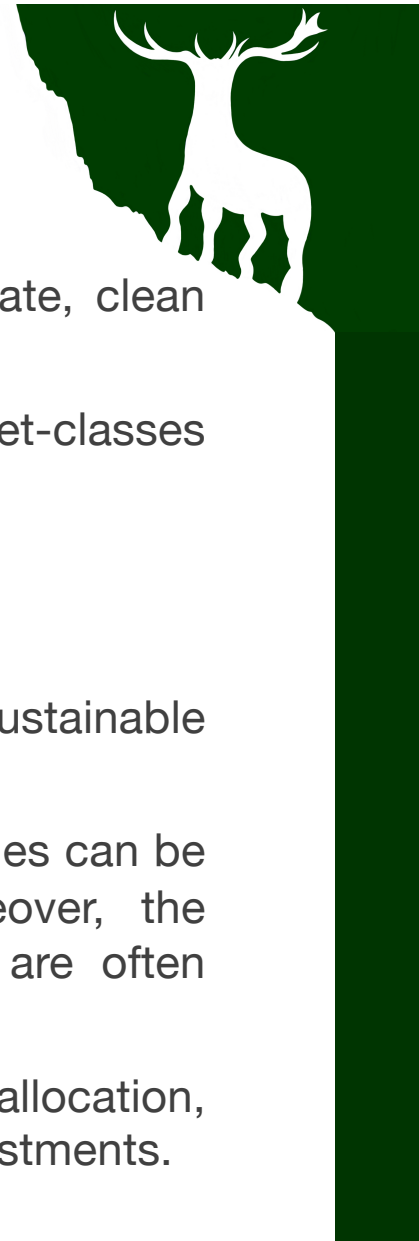 ate, clean
et-classes
ustainable
es can be
eover, the
are often
allocation,
stments.